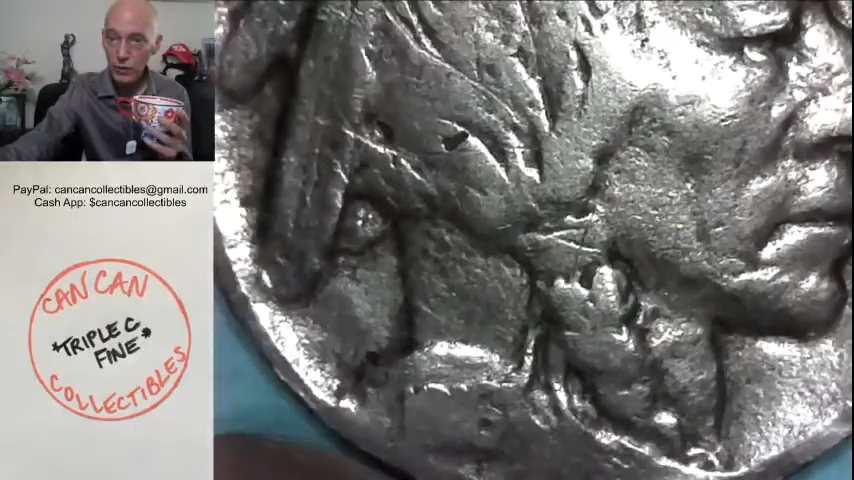 PayPal: cancancollectibles@gmail.com
Cash App: $cancancollectibles
CAN CAN
*TRIPLE C
FINE*
COLLECTIBLES